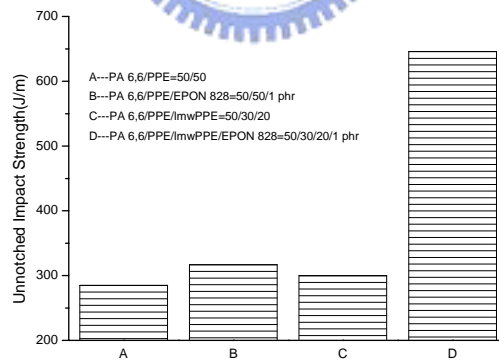 700
600
500
400
300
200
Unnotched Impact Strength(J/m)
A---PA 6,6/PPE=50/50
B---PA 6,6/PPE/EPON 828=50/50/1 phr
C---PA 6,6/PPE/lmwPPE=50/30/20
D---PA 6,6/PPE/lmwPPE/EPON 828=50/30/20/1 phr
A B C D